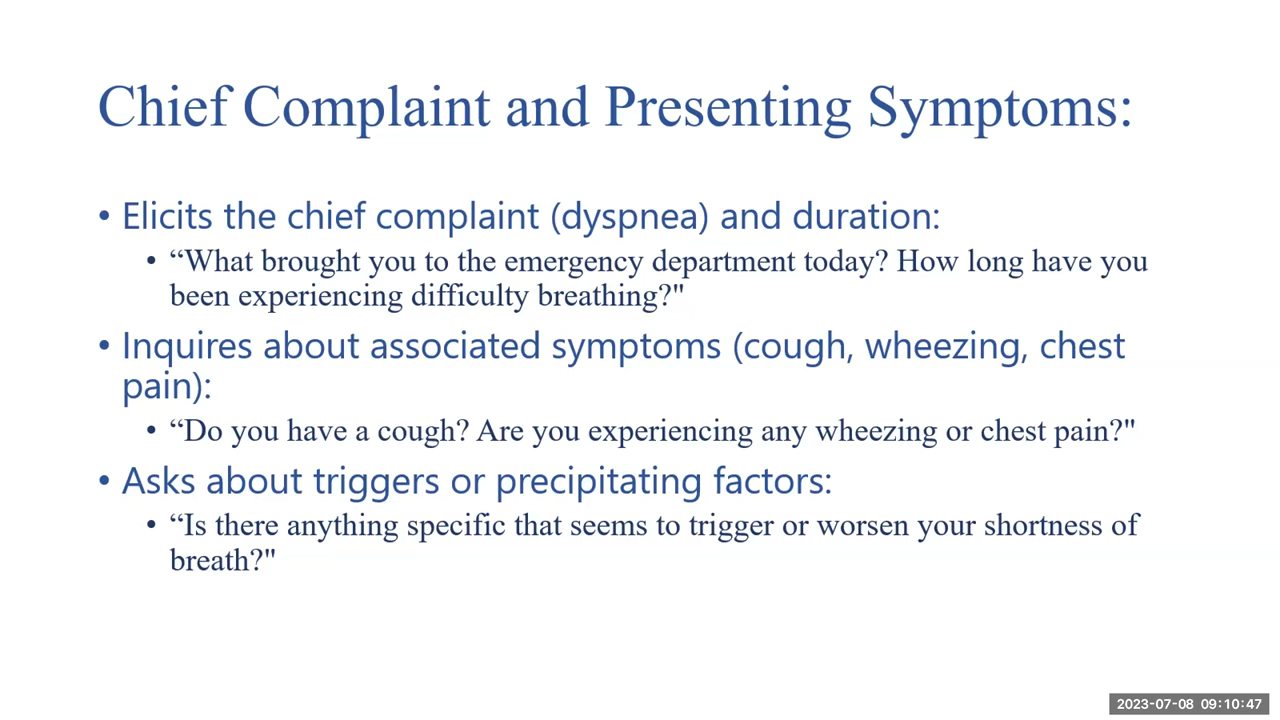 Chief Complaint and Presenting Symptoms:
• Elicits the chief complaint (dyspnea) and duration:
• “What brought you to the emergency department today? How long have you
been experiencing difficulty breathing?"
• Inquires about associated symptoms (cough, wheezing, chest
pain):
• “Do you have a cough? Are you experiencing any wheezing or chest pain?"
• Asks about triggers or precipitating factors:
• “Is there anything specific that seems to trigger or worsen your shortness of
breath?"
2023-07-08 09:10:47